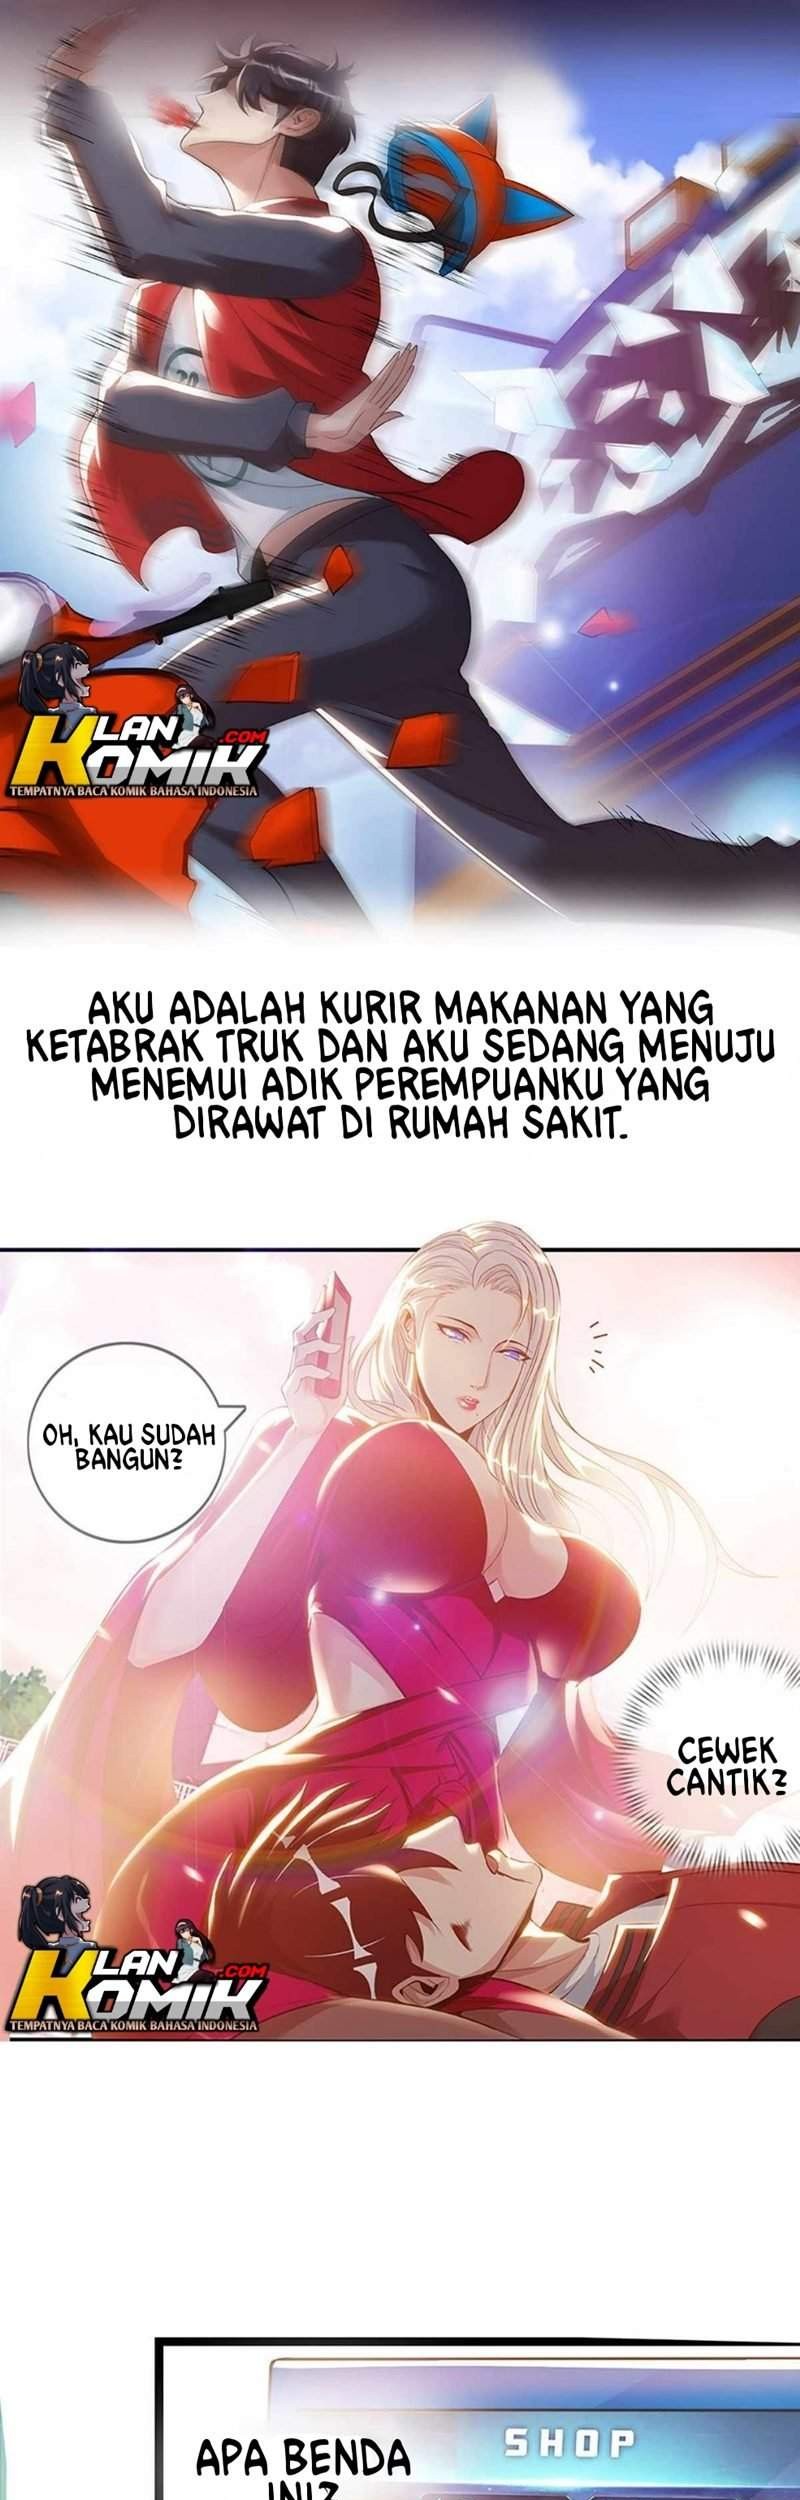 20
KLAN
KOMIK.COM
TEMPATNYA BACA KOMIK BAHASA INDONESIA
AKU ADALAH KURIR MAKANAN YANG
KETABRAK TRUK DAN AKU SEDANG MENUJU
MENEMUI ADIK PEREMPUANKU YANG
DIRAWAT DI RUMAH SAKIT.
OH, KAU SUDAH
BANGUN?
CEWEK
CANTIK?
KLAN
KOMIK.COM
TEMPATNYA BACA KOMIK BAHASA INDONESIA
SHOP
APA BENDA
INI?